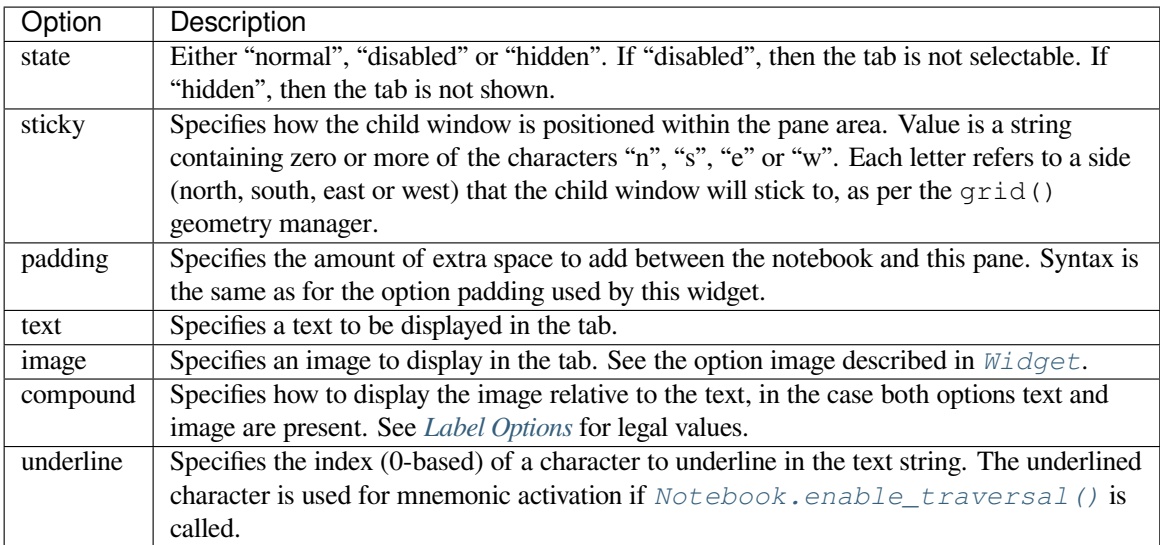 Option Description
state Either “normal”, “disabled” or “hidden”. If “disabled”, then the tab is not selectable. If
“hidden”, then the tab is not shown.
sticky Specifies how the child window is positioned within the pane area. Value is a string
containing zero or more of the characters “n”, “s”, “e” or “w”. Each letter refers to a side
(north, south, east or west) that the child window will stick to, as per the grid()
geometry manager.
padding Specifies the amount of extra space to add between the notebook and this pane. Syntax is
the same as for the option padding used by this widget.
text Specifies a text to be displayed in the tab.
image Specifies an image to display in the tab. See the option image described in Widget.
compound Specifies how to display the image relative to the text, in the case both options text and
image are present. See Label Options for legal values.
underline Specifies the index (0-based) of a character to underline in the text string. The underlined
character is used for mnemonic activation if Notebook.enable_traversal() is
called.